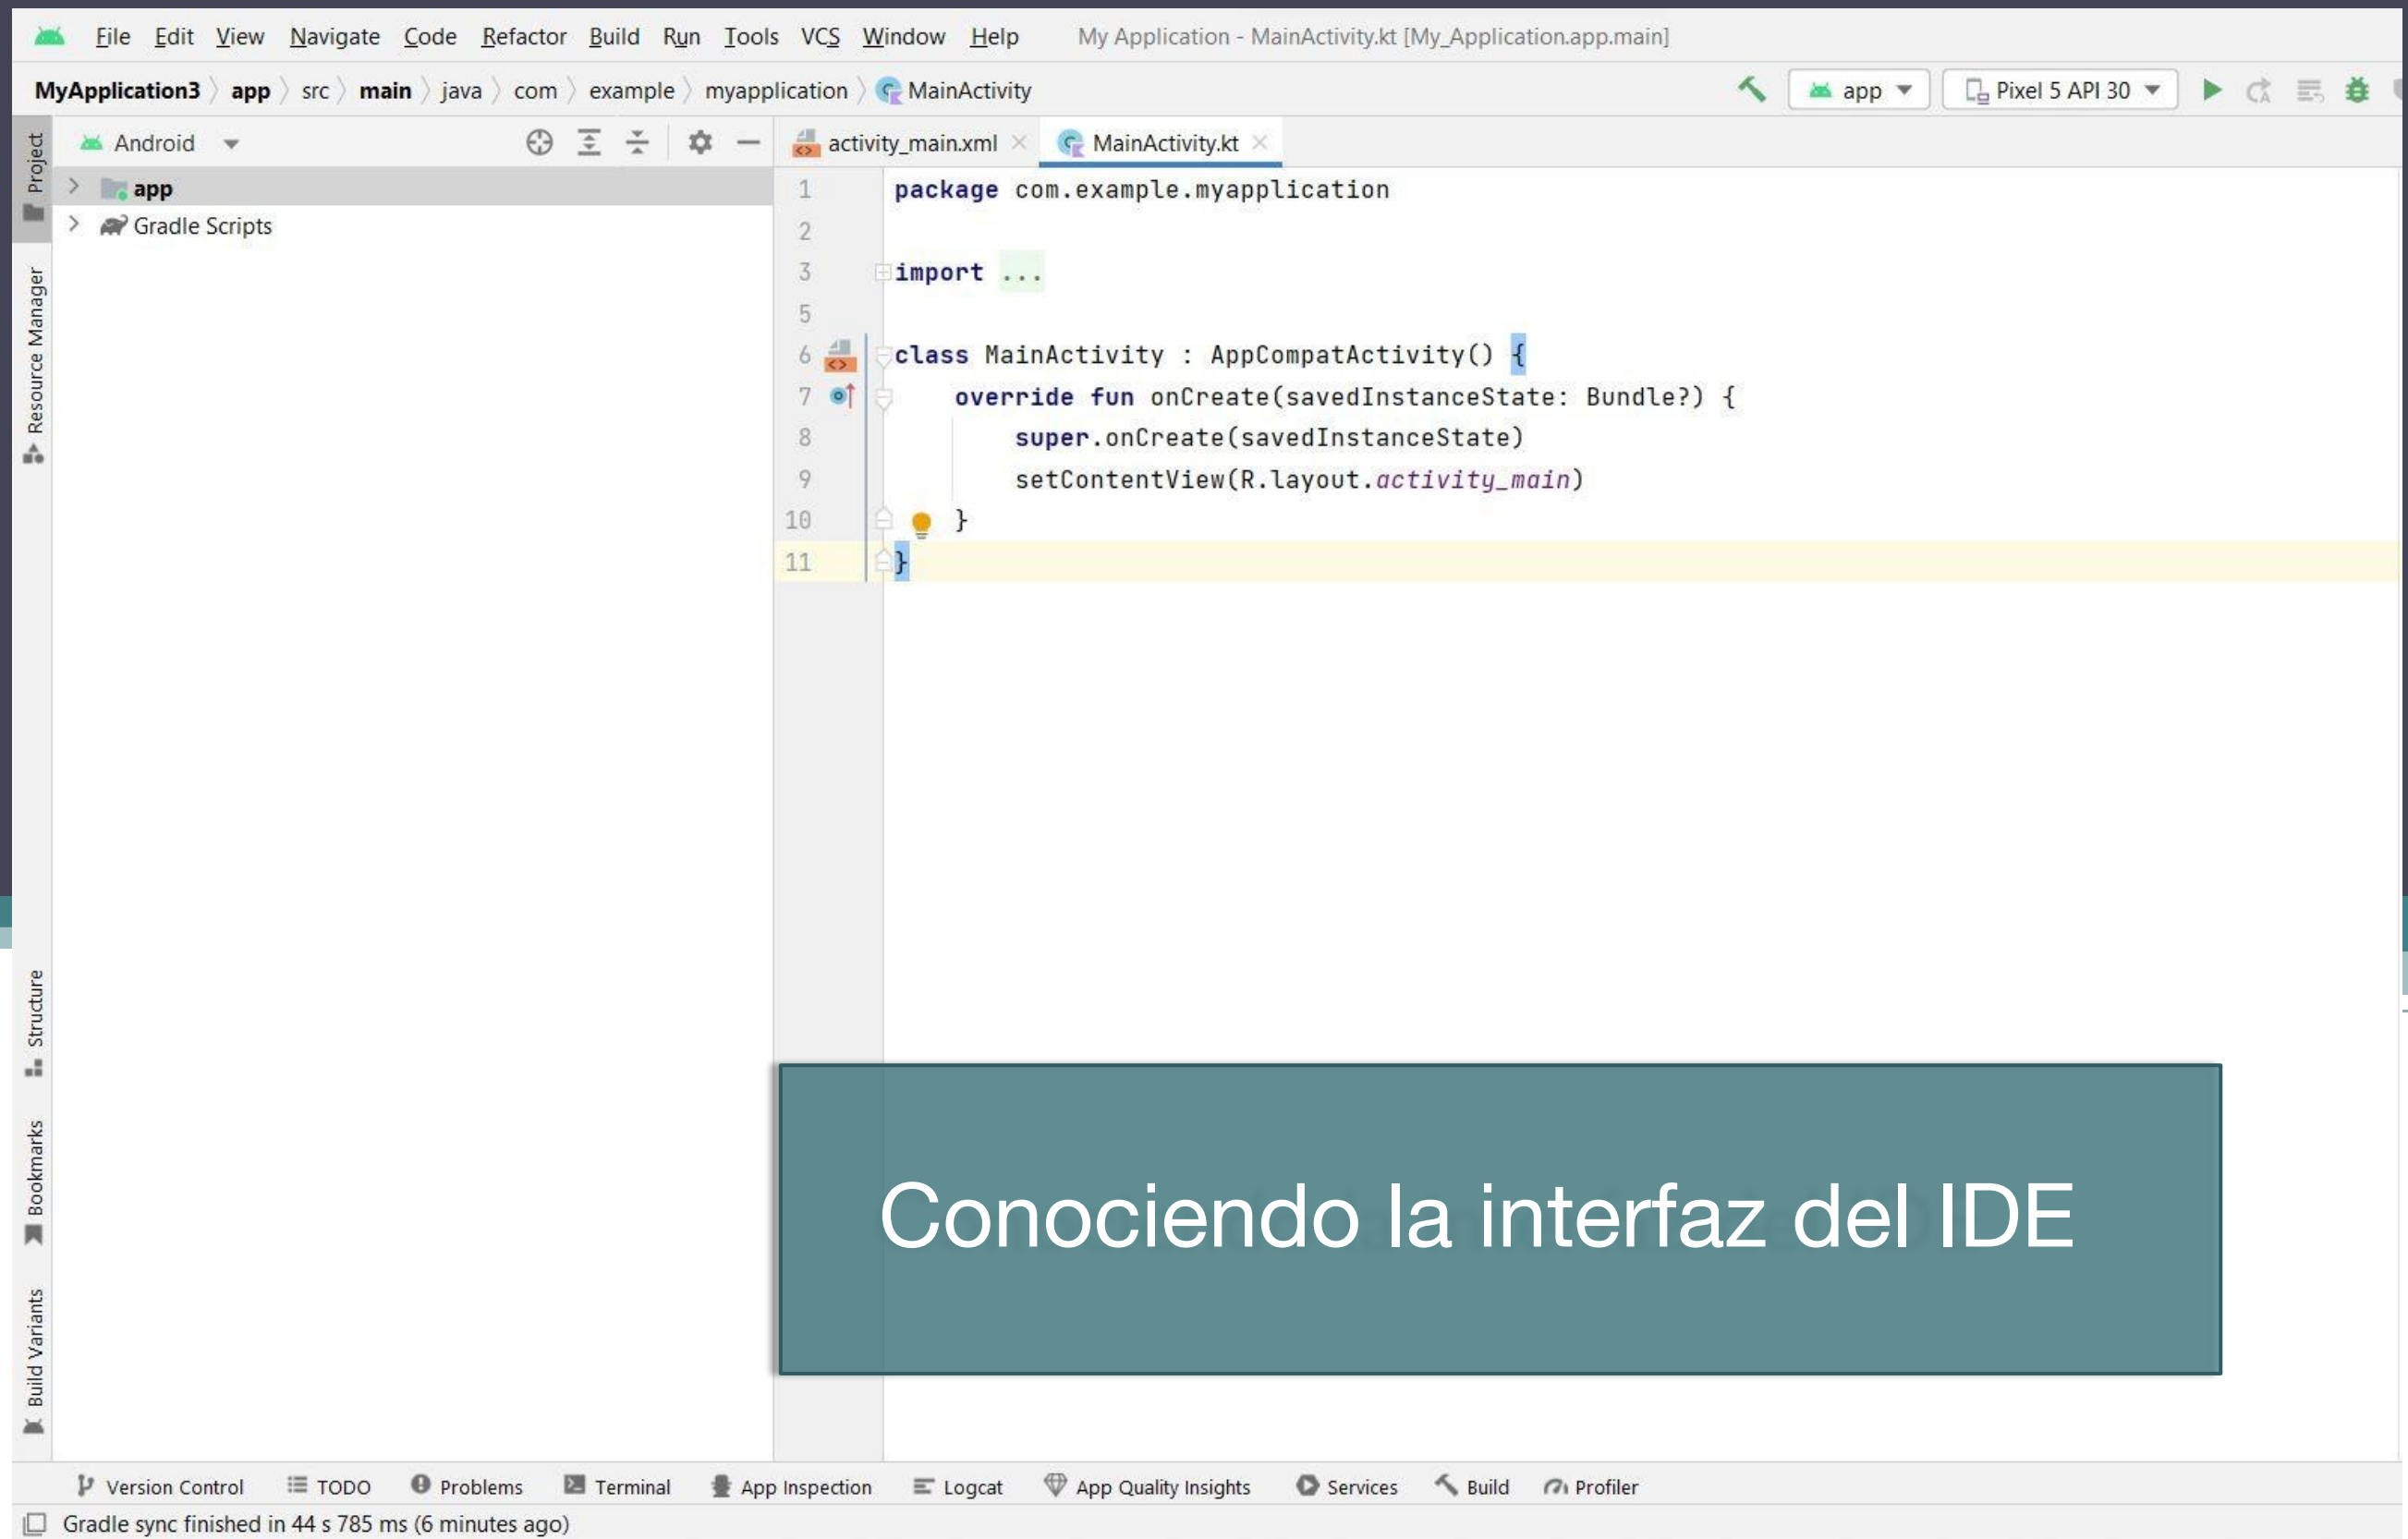 File Edit View Navigate Code Refactor Build Run Tools VCS Window Help My Application - MainActivity.kt [My_Application.app.main]
MyApplication3 〉 app 〉 src 〉 main 〉 java 〉 com 〉 example 〉 myapplication 〉 MainActivity
app Pixel 5 API 30
Project
Resource Manager
Structure
Bookmarks
Build Variants
Android
app
Gradle Scripts
activity_main.xml MainActivity.kt
1 package com.example.myapplication
2
3 import ...
5
6 class MainActivity : AppCompatActivity() {
7 override fun onCreate(savedInstanceState: Bundle?) {
8 super.onCreate(savedInstanceState)
9 setContentView(R.layout.activity_main)
10 }
11 }
Conociendo la interfaz del IDE
Version Control TODO Problems Terminal App Inspection Logcat App Quality Insights Services Build Profiler
Gradle sync finished in 44 s 785 ms (6 minutes ago)